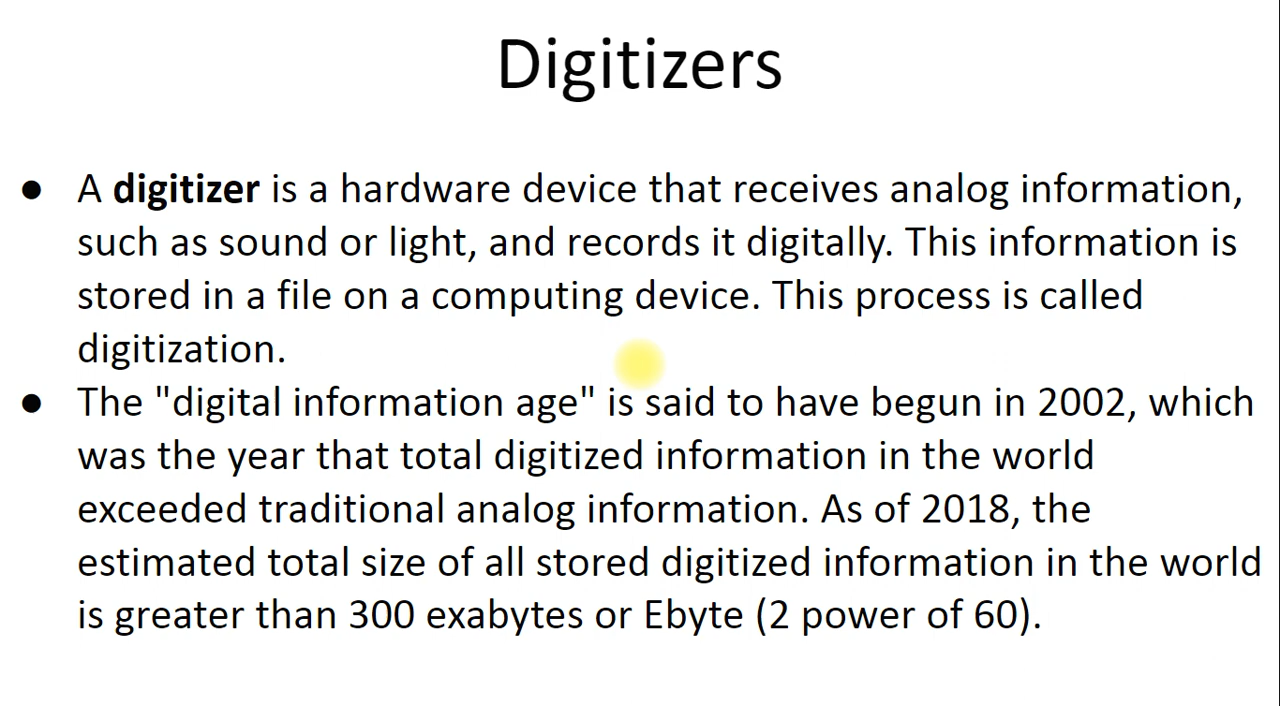 Digitizers
● A digitizer is a hardware device that receives analog information,
such as sound or light, and records it digitally. This information is
stored in a file on a computing device. This process is called
digitization.
● The "digital information age" is said to have begun in 2002, which
was the year that total digitized information in the world
exceeded traditional analog information. As of 2018, the
estimated total size of all stored digitized information in the world
is greater than 300 exabytes or Ebyte (2 power of 60).